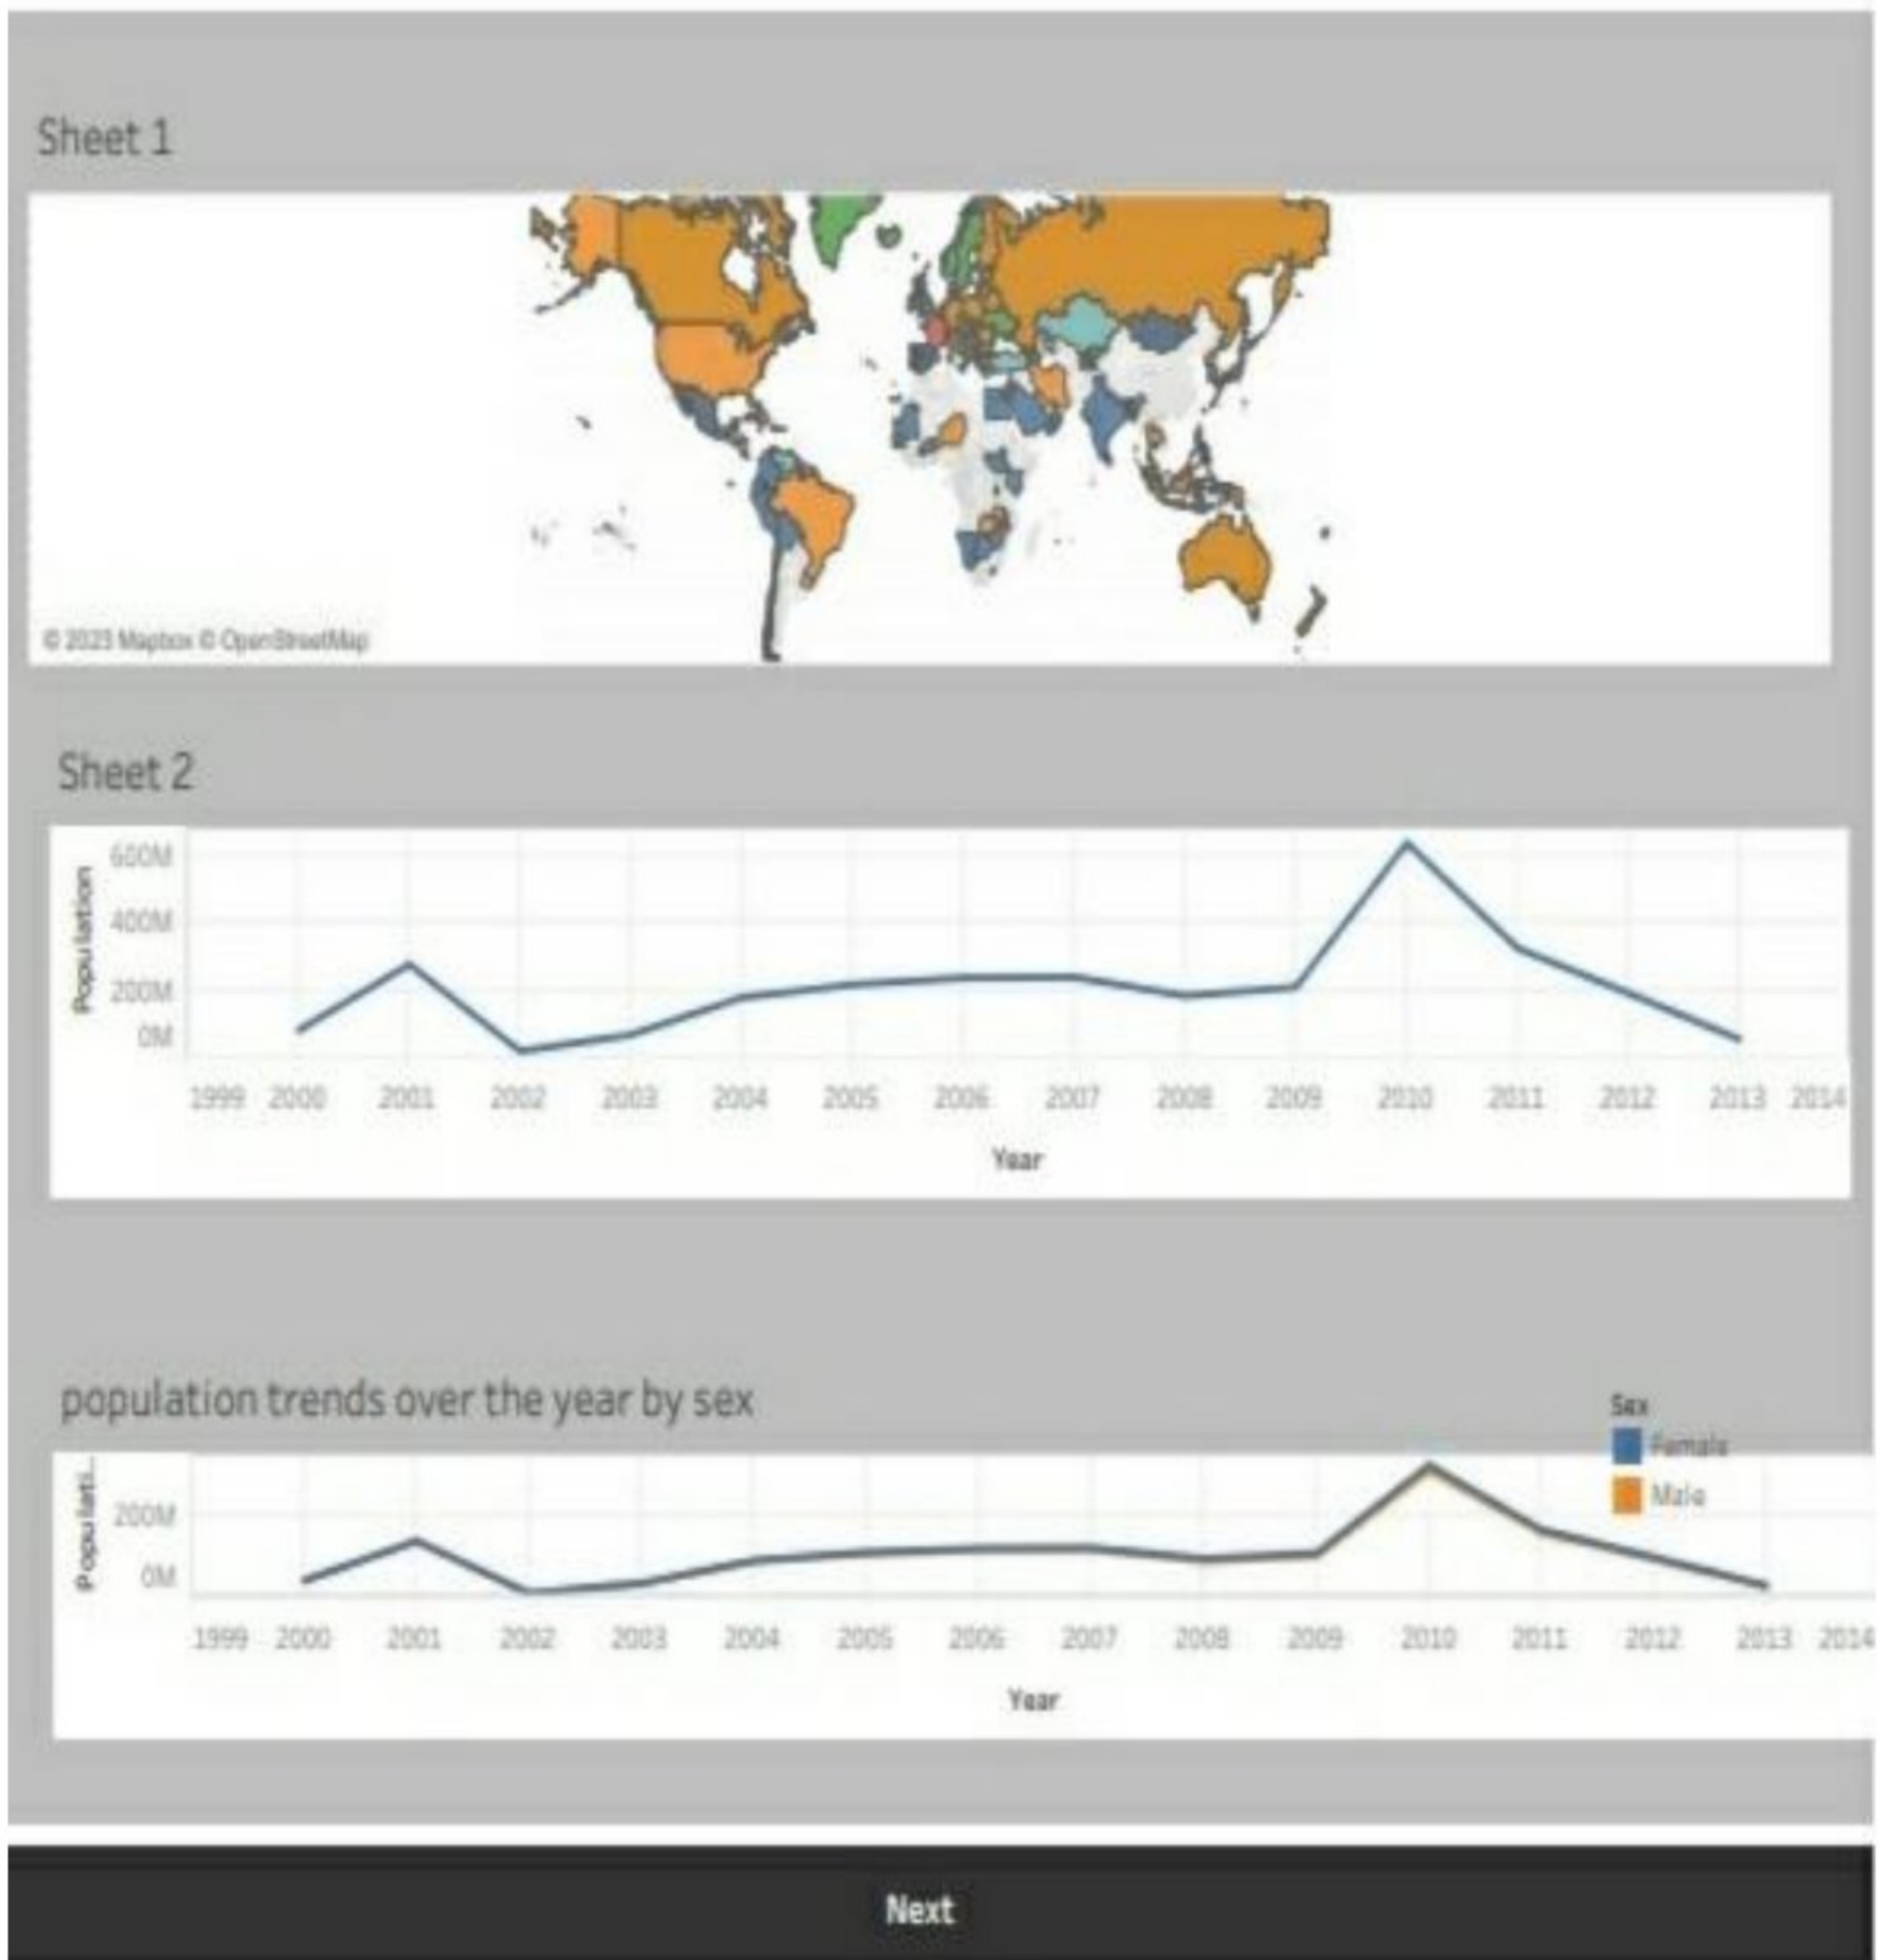 Sheet 1
© 2023 Mapbox © OpenStreetMap
Sheet 2
Population
600M
400M
200M
0M
1999 2000 2001 2002 2003 2004 2005 2006 2007 2008 2009 2010 2011 2012 2013 2014
Year
population trends over the year by sex
Sex
Female
Male
Populati...
200M
0M
1999 2000 2001 2002 2003 2004 2005 2006 2007 2008 2009 2010 2011 2012 2013 2014
Year
Next